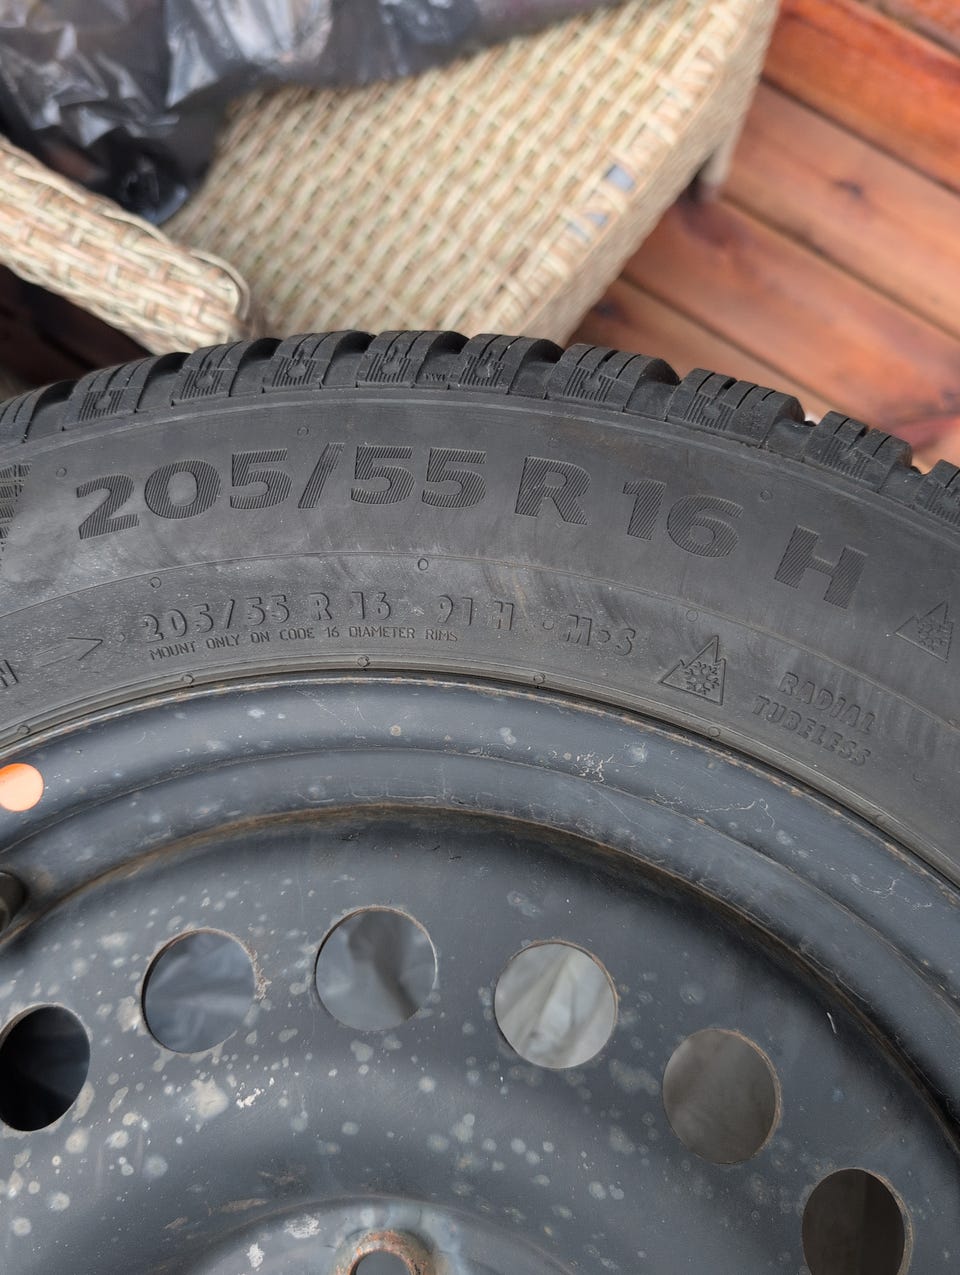 205/55 R 16 H
205/55 R 16 91 H · M+S
MOUNT ONLY ON CODE 16 DIAMETER RIMS
RADIAL
TUBELESS